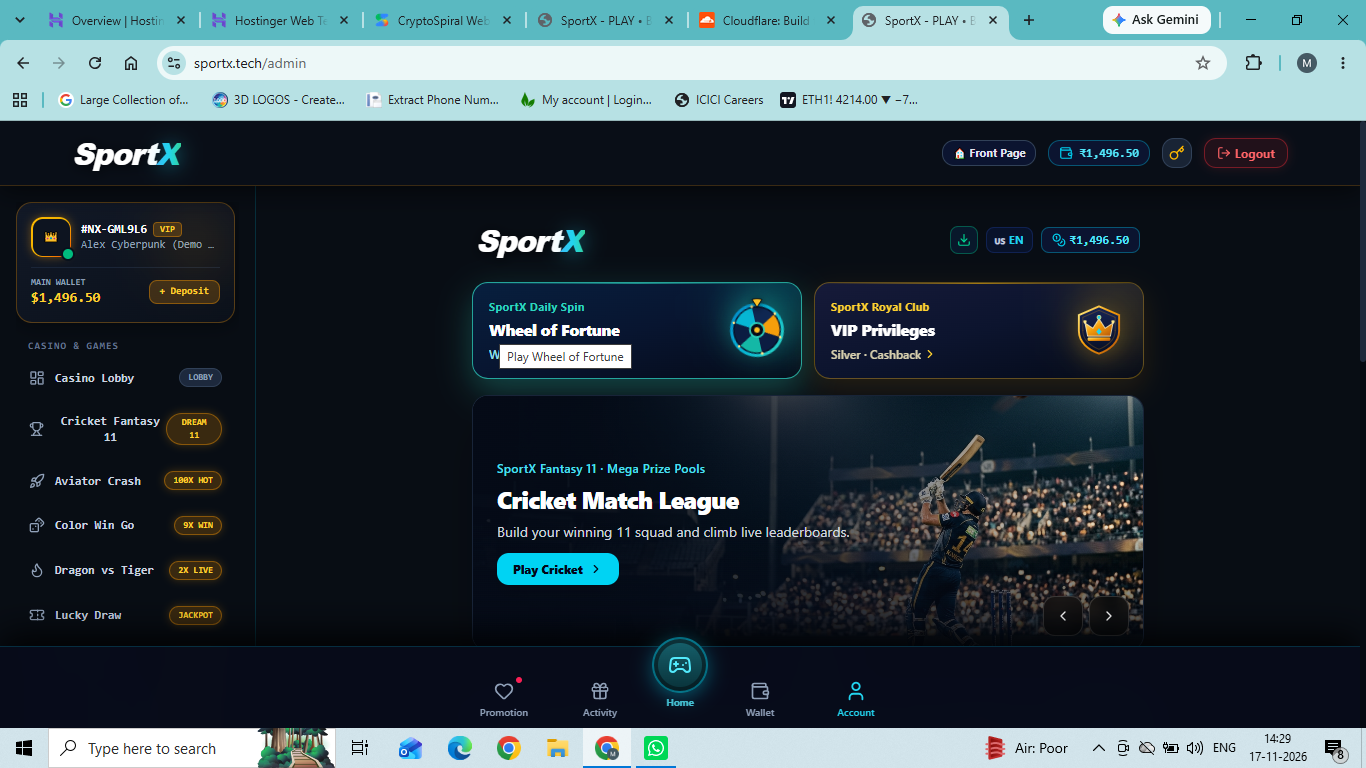 Overview | Hostin
Hostinger Web Te
CryptoSpiral Web
SportX - PLAY • B
Cloudflare: Build
SportX - PLAY • B
Ask Gemini
sportx.tech/admin
M
Large Collection of...
3D LOGOS - Create...
Extract Phone Num...
My account | Login...
ICICI Careers
ETH1! 4214.00 ▼ −7...
SportX
Front Page
₹1,496.50
Logout
#NX-GML9L6 VIP
Alex Cyberpunk (Demo …
MAIN WALLET
$1,496.50
+ Deposit
CASINO & GAMES
Casino Lobby LOBBY
Cricket Fantasy
11
DREAM
11
Aviator Crash 100X HOT
Color Win Go 9X WIN
Dragon vs Tiger 2X LIVE
Lucky Draw JACKPOT
SportX
us EN
₹1,496.50
SportX Daily Spin
Wheel of Fortune
Play Wheel of Fortune
SportX Royal Club
VIP Privileges
Silver · Cashback
SportX Fantasy 11 · Mega Prize Pools
Cricket Match League
Build your winning 11 squad and climb live leaderboards.
Play Cricket
14
Promotion
Activity
Home
Wallet
Account
Type here to search
Air: Poor
ENG
14:29
17-11-2026
8